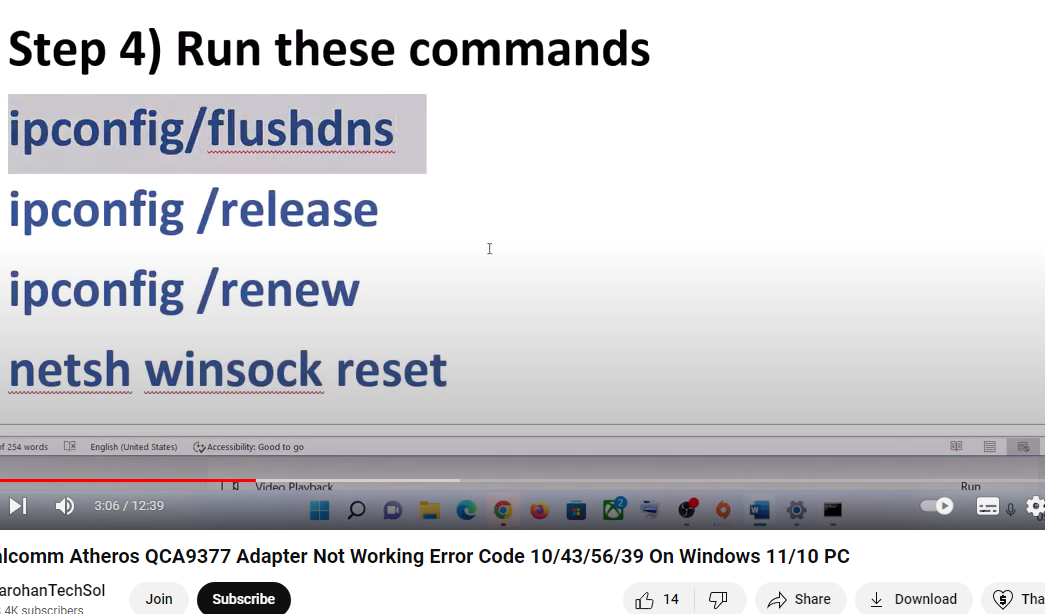 Step 4) Run these commands
ipconfig/flushdns
ipconfig /release
ipconfig /renew
netsh winsock reset
of 254 words English (United States) Accessibility: Good to go
Video Playback Run
2
3:06 / 12:39
W
alcomm Atheros QCA9377 Adapter Not Working Error Code 10/43/56/39 On Windows 11/10 PC
arohanTechSol
4K subscribers
Join
Subscribe
14
Share
Download
Tha